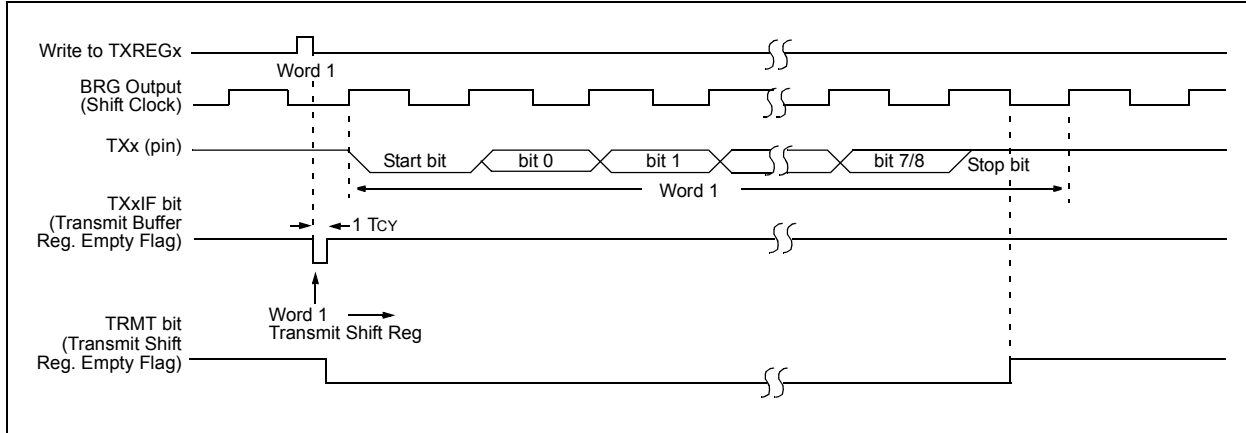 Write to TXREGx
Word 1
BRG Output
(Shift Clock)
TXx (pin)
Start bit
bit 0
bit 1
bit 7/8
Stop bit
Word 1
TXxIF bit
(Transmit Buffer
Reg. Empty Flag)
1 TCY
Word 1
Transmit Shift Reg
TRMT bit
(Transmit Shift
Reg. Empty Flag)